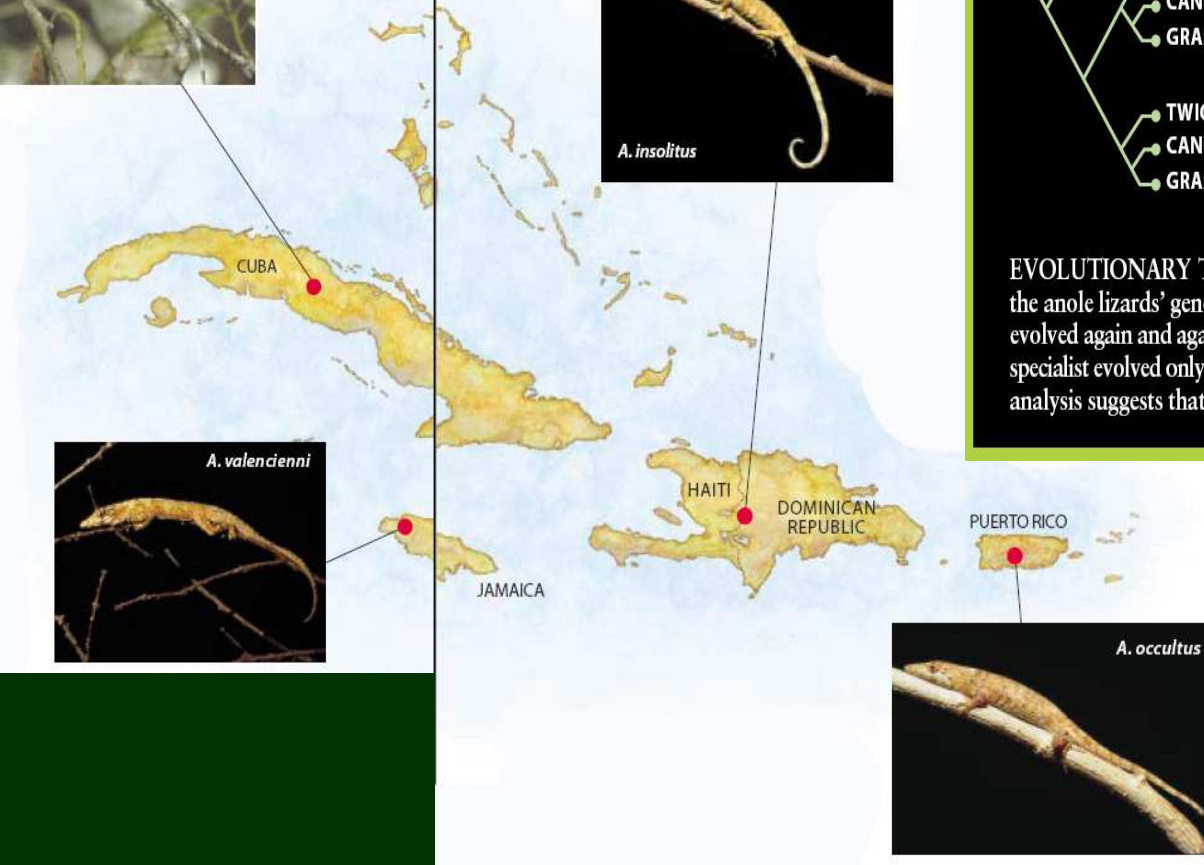 A. insolitus
CUBA
A. valencienni
HAITI
DOMINICAN
REPUBLIC
PUERTO RICO
JAMAICA
A. occultus
CAN
GRA
TWIG
CAN
GRA
EVOLUTIONARY T
the anole lizards’ gen
evolved again and aga
specialist evolved only
analysis suggests that